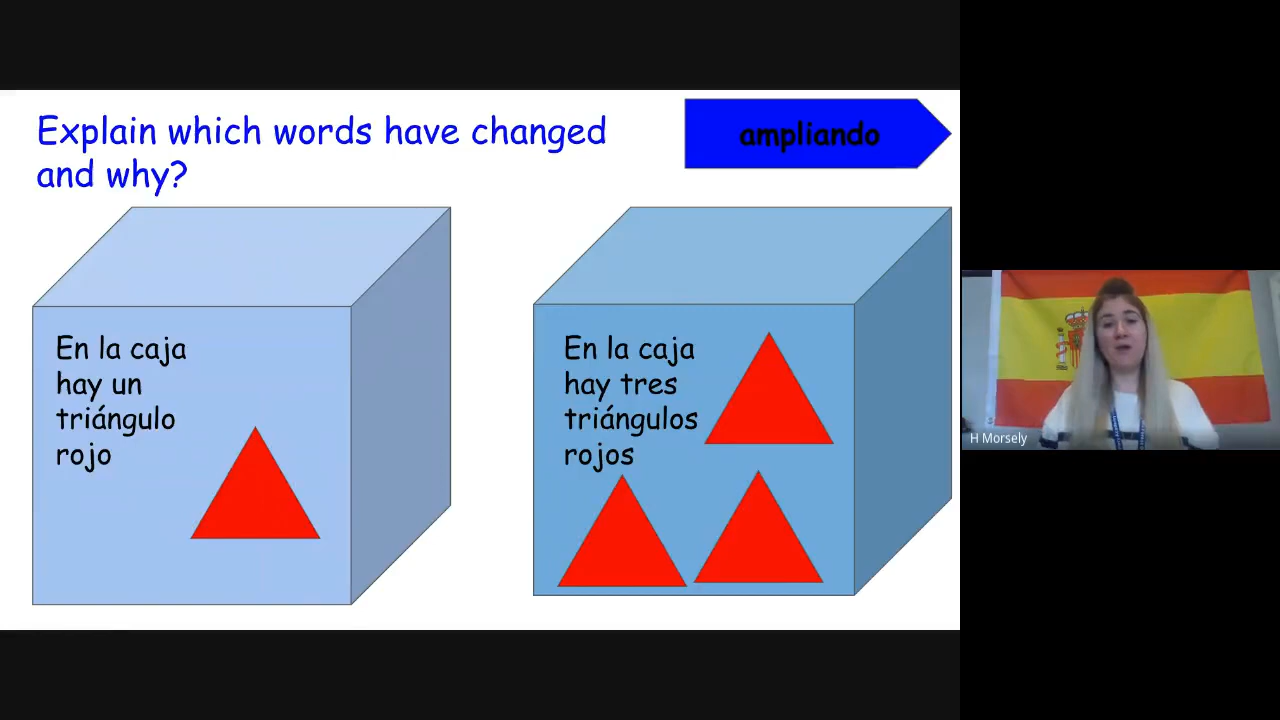 Explain which words have changed
and why?
ampliando
En la caja
hay un
triángulo
rojo
En la caja
hay tres
triángulos
rojos
H Morsely